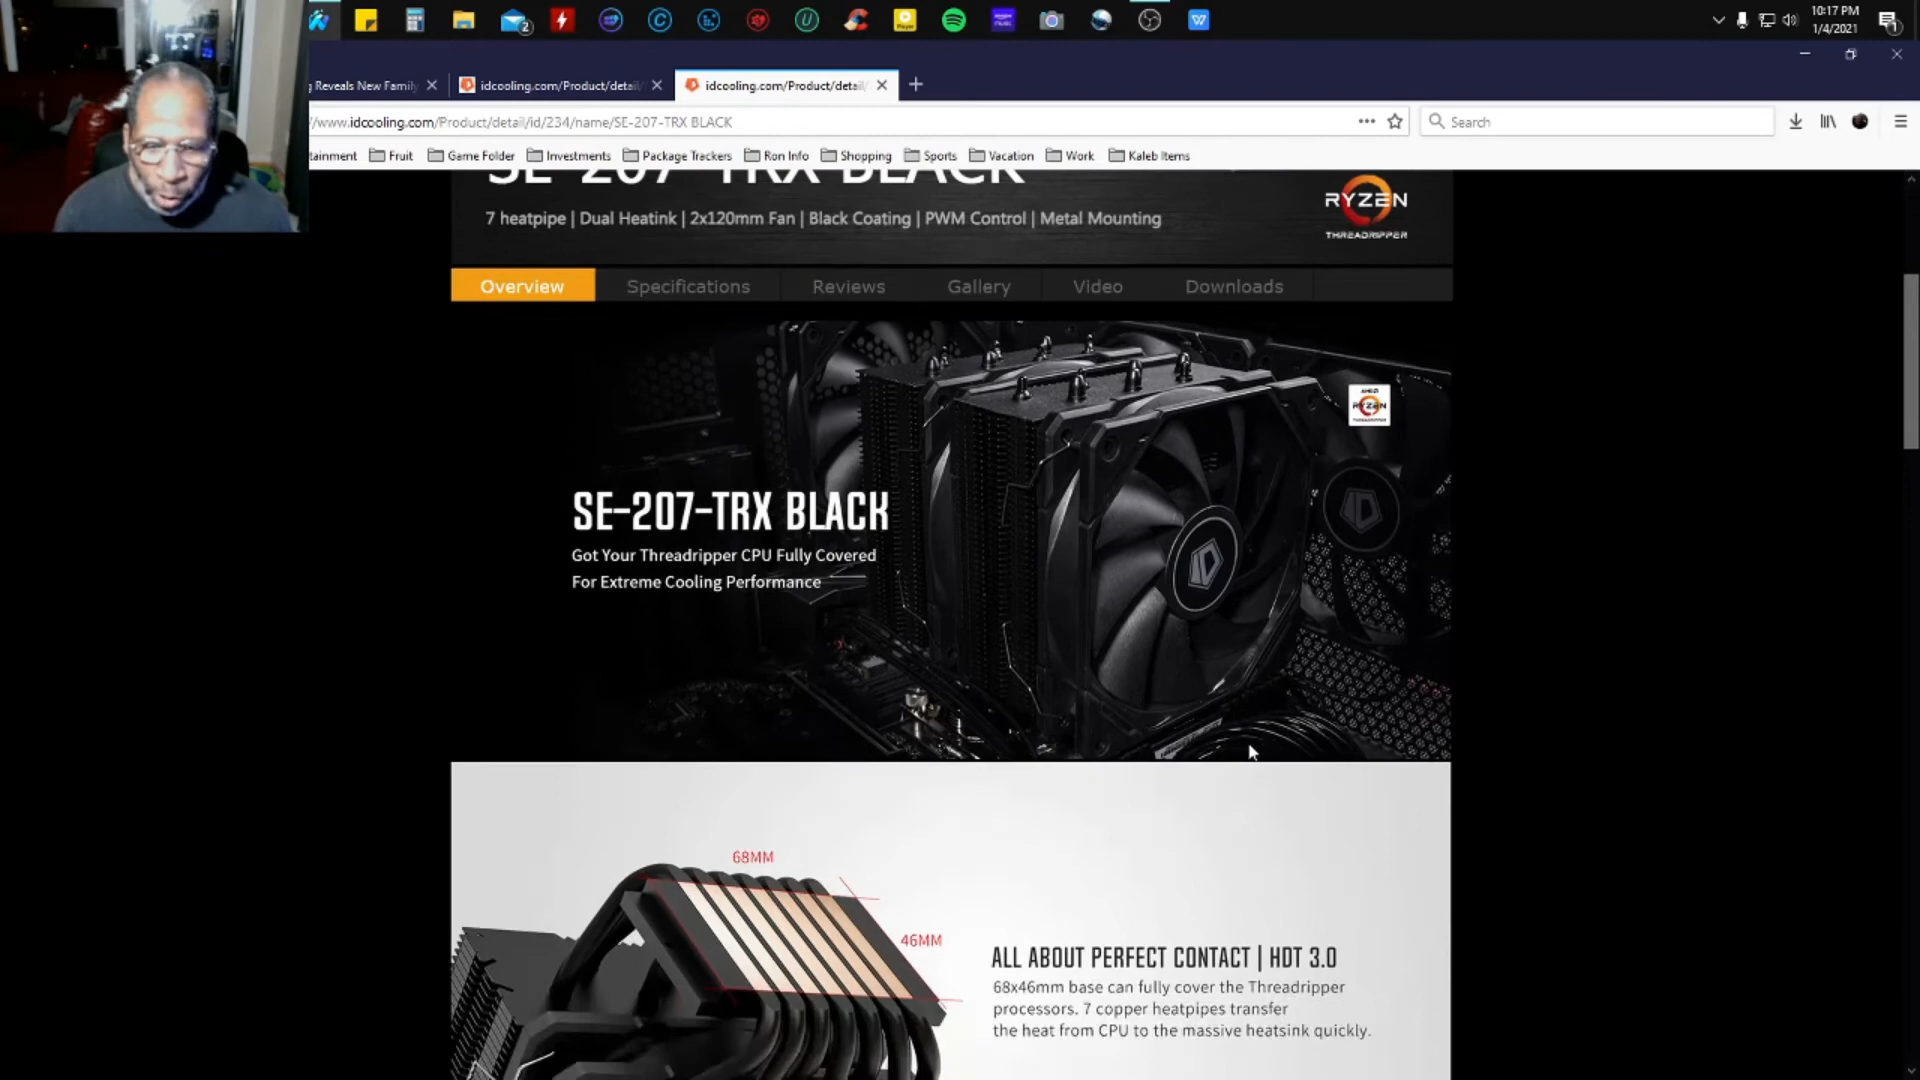 2
10:17 PM
1/4/2021
1
g Reveals New Family
idcooling.com/Product/detail/
idcooling.com/Product/detail/
/www.idcooling.com/Product/detail/id/234/name/SE-207-TRX BLACK
Search
tainment
Fruit
Game Folder
Investments
Package Trackers
Ron Info
Shopping
Sports
Vacation
Work
Kaleb Items
SE-207-TRX BLACK
7 heatpipe | Dual Heatink | 2x120mm Fan | Black Coating | PWM Control | Metal Mounting
RYZEN
THREADRIPPER
Overview
Specifications
Reviews
Gallery
Video
Downloads
AMD
RYZEN
THREADRIPPER
SE-207-TRX BLACK
Got Your Threadripper CPU Fully Covered
For Extreme Cooling Performance
68MM
46MM
ALL ABOUT PERFECT CONTACT | HDT 3.0
68x46mm base can fully cover the Threadripper
processors. 7 copper heatpipes transfer
the heat from CPU to the massive heatsink quickly.